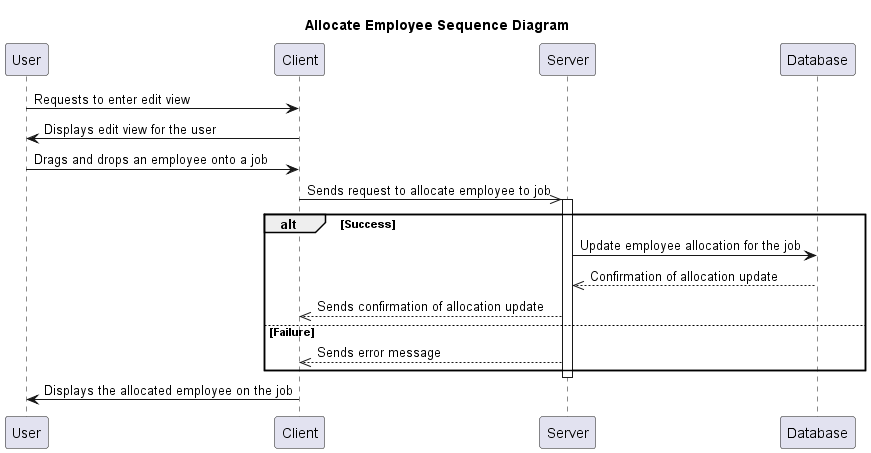 Allocate Employee Sequence Diagram
User Client Server Database
Requests to enter edit view
Displays edit view for the user
Drags and drops an employee onto a job
Sends request to allocate employee to job
alt [Success]
Update employee allocation for the job
Confirmation of allocation update
Sends confirmation of allocation update
[Failure]
Sends error message
Displays the allocated employee on the job
User Client Server Database